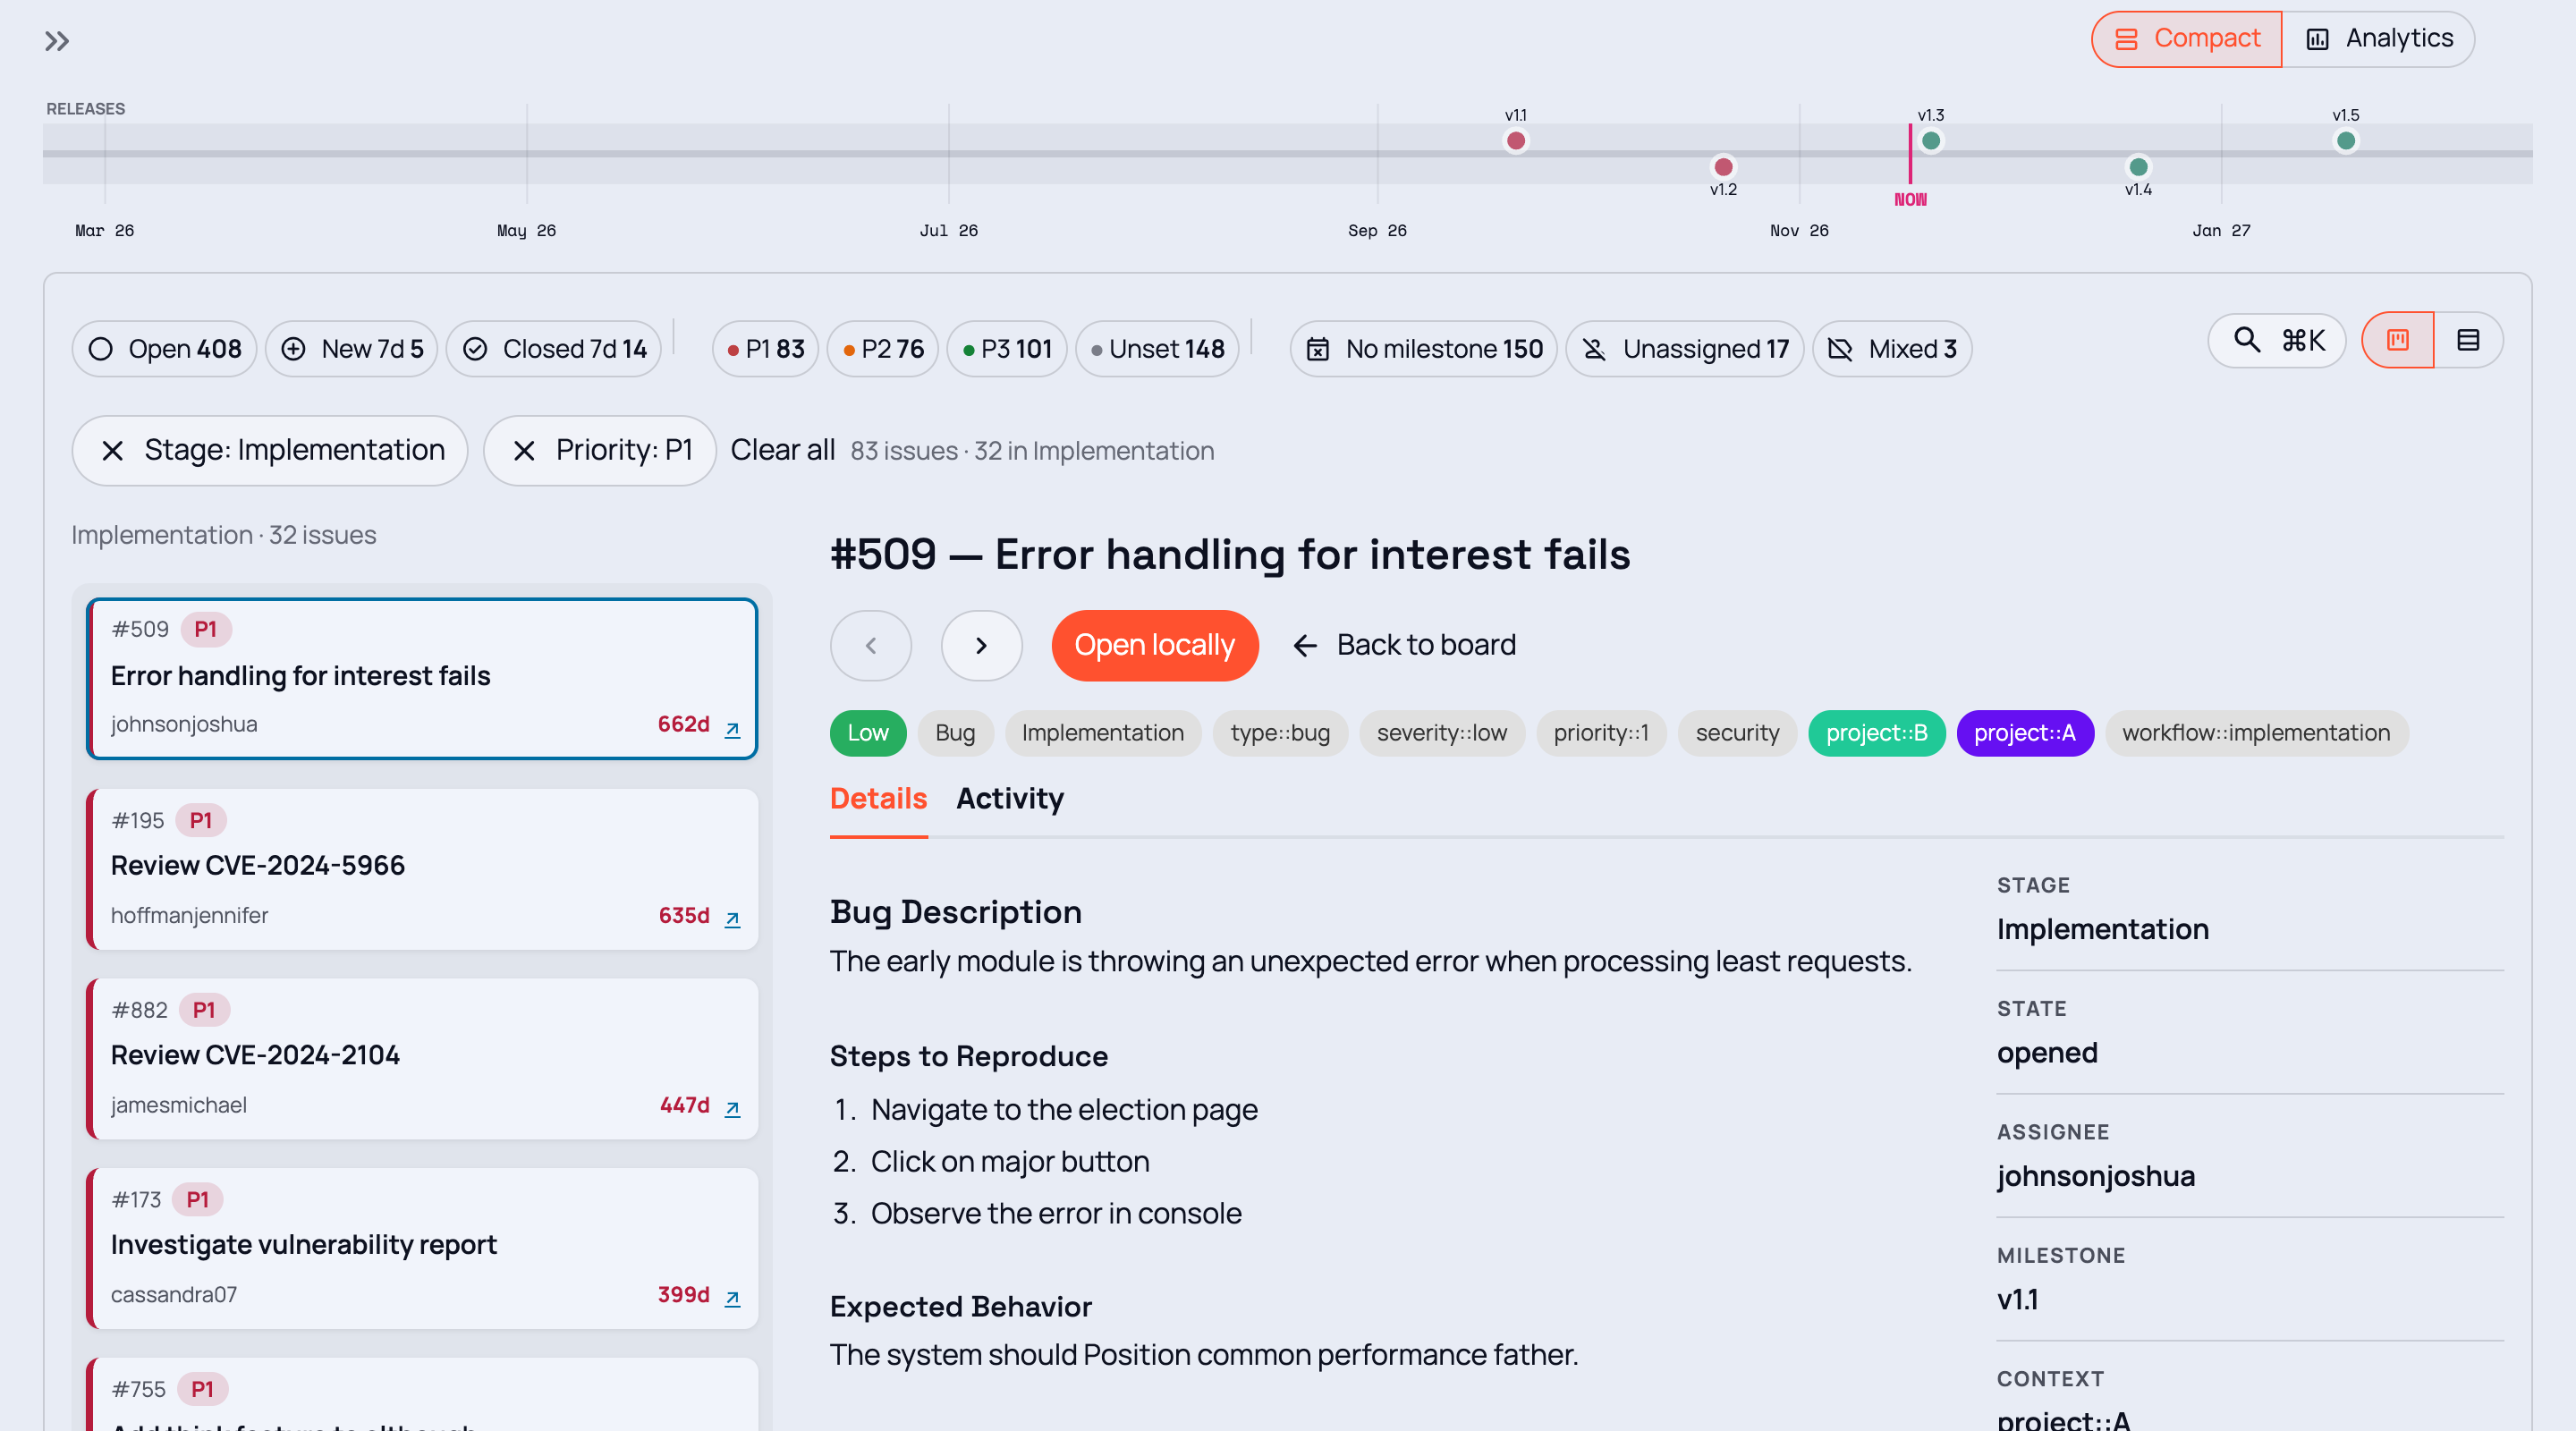 Compact
Analytics
RELEASES
v1.1
v1.3
v1.5
v1.2
NOW
v1.4
Mar 26
May 26
Jul 26
Sep 26
Nov 26
Jan 27
Open 408
New 7d 5
Closed 7d 14
P1 83
P2 76
P3 101
Unset 148
No milestone 150
Unassigned 17
Mixed 3
⌘K
Stage: Implementation
Priority: P1
Clear all
83 issues · 32 in Implementation
Implementation · 32 issues
#509 P1
Error handling for interest fails
johnsonjoshua 662d
#195 P1
Review CVE-2024-5966
hoffmanjennifer 635d
#882 P1
Review CVE-2024-2104
jamesmichael 447d
#173 P1
Investigate vulnerability report
cassandra07 399d
#755 P1
Add think feature to although
#509 — Error handling for interest fails
Open locally
Back to board
Low
Bug
Implementation
type::bug
severity::low
priority::1
security
project::B
project::A
workflow::implementation
Details
Activity
Bug Description
The early module is throwing an unexpected error when processing least requests.
Steps to Reproduce
1. Navigate to the election page
2. Click on major button
3. Observe the error in console
Expected Behavior
The system should Position common performance father.
STAGE
Implementation
STATE
opened
ASSIGNEE
johnsonjoshua
MILESTONE
v1.1
CONTEXT
project::A